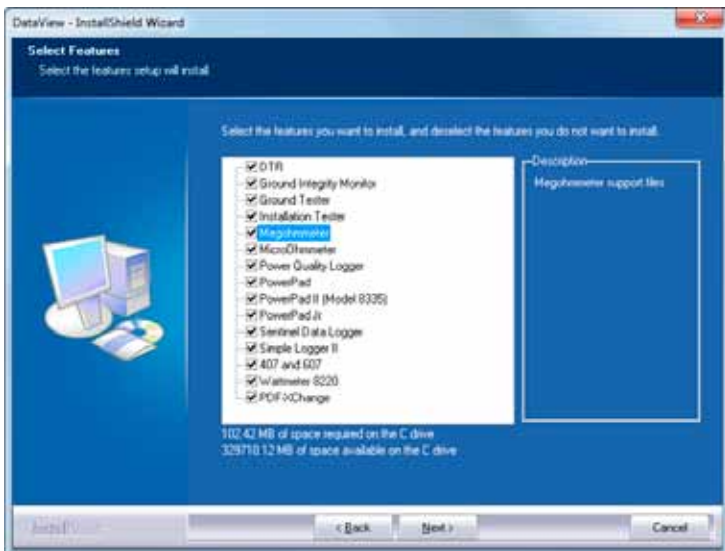 DataView - InstallShield Wizard
Select Features
Select the features setup will install.
Select the features you want to install, and deselect the features you do not want to install.
DTR
Ground Integrity Monitor
Ground Tester
Installation Tester
Megohmmeter
MicroOhmmeter
Power Quality Logger
PowerPad
PowerPad II (Model 8335)
PowerPad Jr
Sentinel Data Logger
Simple Logger II
407 and 607
Wattmeter 8220
PDF-XChange
Description
Megohmmeter support files
102.42 MB of space required on the C drive
329718.12 MB of space available on the C drive
< Back
Next >
Cancel